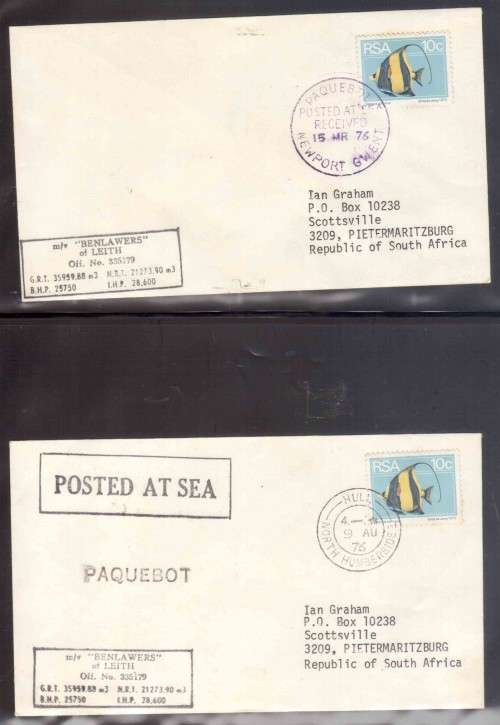 RSA 10c
PAQUEBOT
POSTED AT SEA
RECEIVED
15 MR 76
NEWPORT GWENT
Ian Graham
P.O. Box 10238
Scottsville
3209, PIETERMARITZBURG
Republic of South Africa
m/v "BENLAWERS"
of LEITH
Off. No. 335179
G.R.T. 35959.88 m3 N.R.T. 21273.90 m3
B.H.P. 25750 I.H.P. 28,600
POSTED AT SEA
RSA 10c
HULL
9 AU
76
NORTH HUMBERSIDE
PAQUEBOT
Ian Graham
P.O. Box 10238
Scottsville
3209, PIETERMARITZBURG
Republic of South Africa
m/v "BENLAWERS"
of LEITH
Off. No. 335179
G.R.T. 35959.88 m3 N.R.T. 21273.90 m3
B.H.P. 25750 I.H.P. 28,600